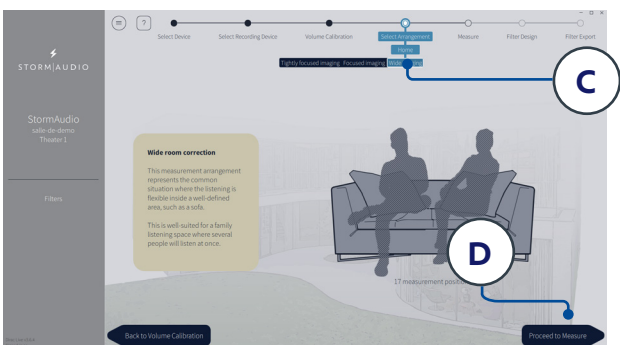 ?
Select Device Select Recording Device Volume Calibration Select Arrangement Measure Filter Design Filter Export
Home
Tightly focused imaging Focused imaging Wide
C
STORM|AUDIO
StormAudio
salle-de-demo
Theater 1
Filters
Wide room correction
This measurement arrangement
represents the common
situation where the listening is
flexible inside a well-defined
area, such as a sofa.
This is well-suited for a family
listening space where several
people will listen at once.
D
17 measurement
Back to Volume Calibration
Proceed to Measure